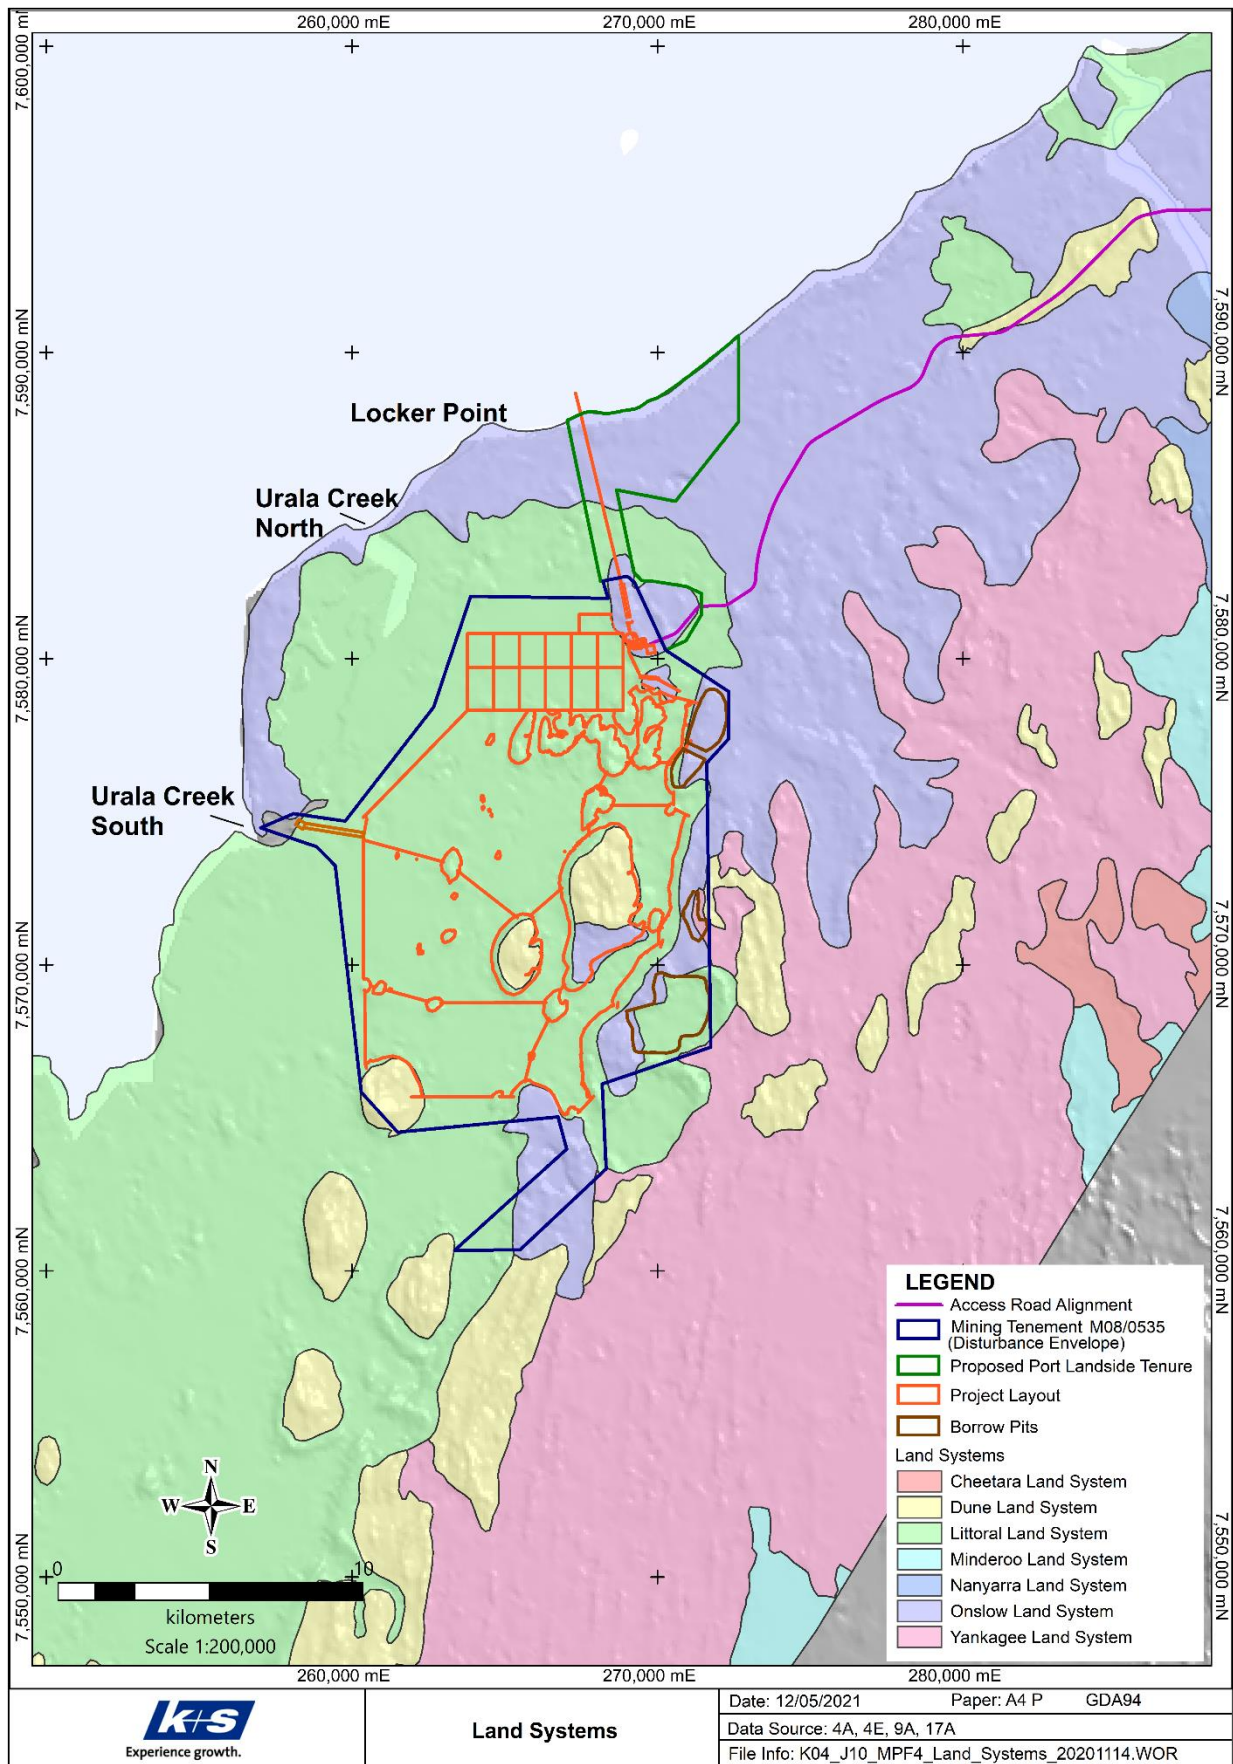 260,000 mE
270,000 mE
280,000 mE
7,600,000 ml
7,590,000 mN
7,590,000 mN
Locker Point
Urala Creek
North
7,580,000 mN
7,580,000 mN
Urala Creek
South
7,570,000 mN
7,570,000 mN
7,560,000 mN
7,560,000 mN
7,550,000 mN
7,550,000 mN
LEGEND
Access Road Alignment
Mining Tenement M08/0535
(Disturbance Envelope)
Proposed Port Landside Tenure
Project Layout
Borrow Pits
Land Systems
Cheetara Land System
Dune Land System
Littoral Land System
Minderoo Land System
Nanyarra Land System
Onslow Land System
Yankagee Land System
N
W E
S
0 10
kilometers
Scale 1:200,000
260,000 mE
270,000 mE
280,000 mE
k+s
Experience growth.
Land Systems
Date: 12/05/2021 Paper: A4 P GDA94
Data Source: 4A, 4E, 9A, 17A
File Info: K04_J10_MPF4_Land_Systems_20201114.WOR